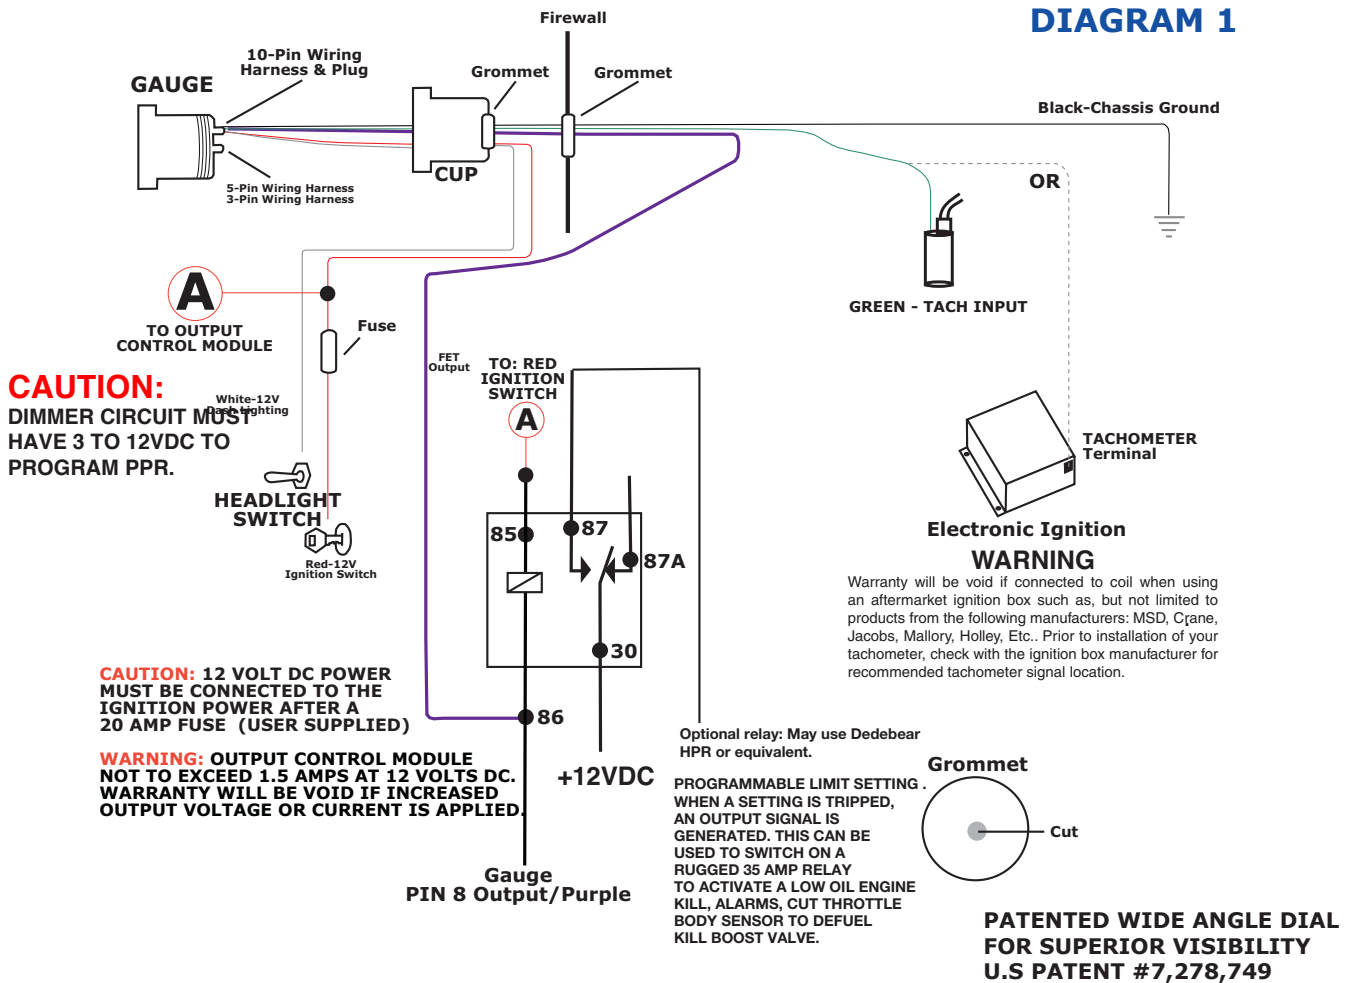 DIAGRAM 1
Firewall
10-Pin Wiring
Harness & Plug
GAUGE
Grommet
Grommet
Black-Chassis Ground
5-Pin Wiring Harness
3-Pin Wiring Harness
CUP
OR
A
TO OUTPUT
CONTROL MODULE
Fuse
GREEN - TACH INPUT
FET
Output
TO: RED
IGNITION
SWITCH
A
CAUTION:
DIMMER CIRCUIT MUST
HAVE 3 TO 12VDC TO
PROGRAM PPR.
White-12V
Dash Lighting
HEADLIGHT
SWITCH
Red-12V
Ignition Switch
TACHOMETER
Terminal
Electronic Ignition
85
87
87A
30
86
+12VDC
WARNING
Warranty will be void if connected to coil when using
an aftermarket ignition box such as, but not limited to
products from the following manufacturers: MSD, Crane,
Jacobs, Mallory, Holley, Etc.. Prior to installation of your
tachometer, check with the ignition box manufacturer for
recommended tachometer signal location.
CAUTION: 12 VOLT DC POWER
MUST BE CONNECTED TO THE
IGNITION POWER AFTER A
20 AMP FUSE (USER SUPPLIED)
WARNING: OUTPUT CONTROL MODULE
NOT TO EXCEED 1.5 AMPS AT 12 VOLTS DC.
WARRANTY WILL BE VOID IF INCREASED
OUTPUT VOLTAGE OR CURRENT IS APPLIED.
Gauge
PIN 8 Output/Purple
Optional relay: May use Dedebear
HPR or equivalent.
PROGRAMMABLE LIMIT SETTING .
WHEN A SETTING IS TRIPPED,
AN OUTPUT SIGNAL IS
GENERATED. THIS CAN BE
USED TO SWITCH ON A
RUGGED 35 AMP RELAY
TO ACTIVATE A LOW OIL ENGINE
KILL, ALARMS, CUT THROTTLE
BODY SENSOR TO DEFUEL
KILL BOOST VALVE.
Grommet
Cut
PATENTED WIDE ANGLE DIAL
FOR SUPERIOR VISIBILITY
U.S PATENT #7,278,749